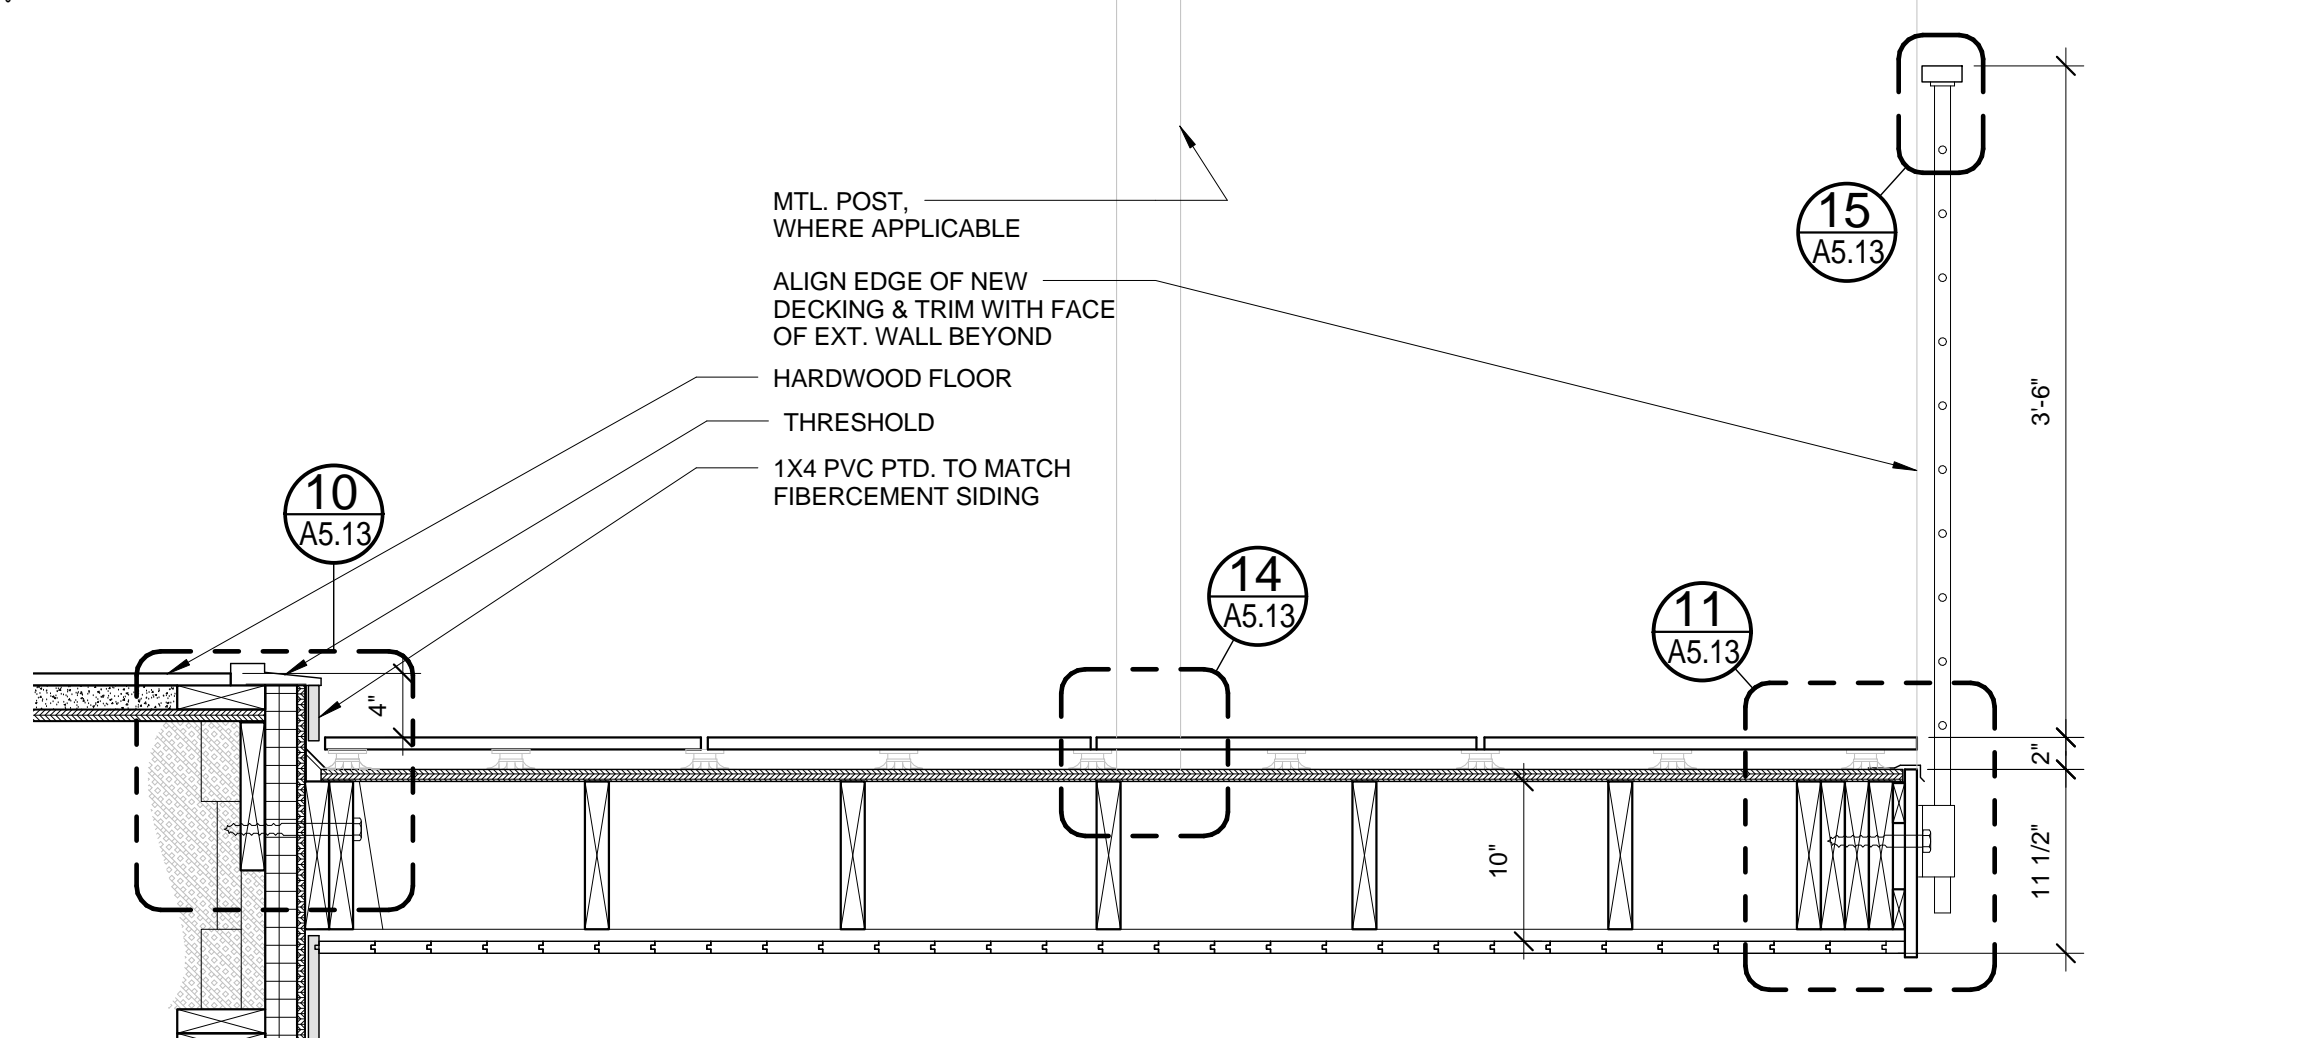 MTL. POST,
WHERE APPLICABLE
ALIGN EDGE OF NEW
DECKING & TRIM WITH FACE
OF EXT. WALL BEYOND
HARDWOOD FLOOR
THRESHOLD
1X4 PVC PTD. TO MATCH
FIBERCEMENT SIDING
10
A5.13
14
A5.13
11
A5.13
15
A5.13
4"
10"
3'-6"
2"
11 1/2"